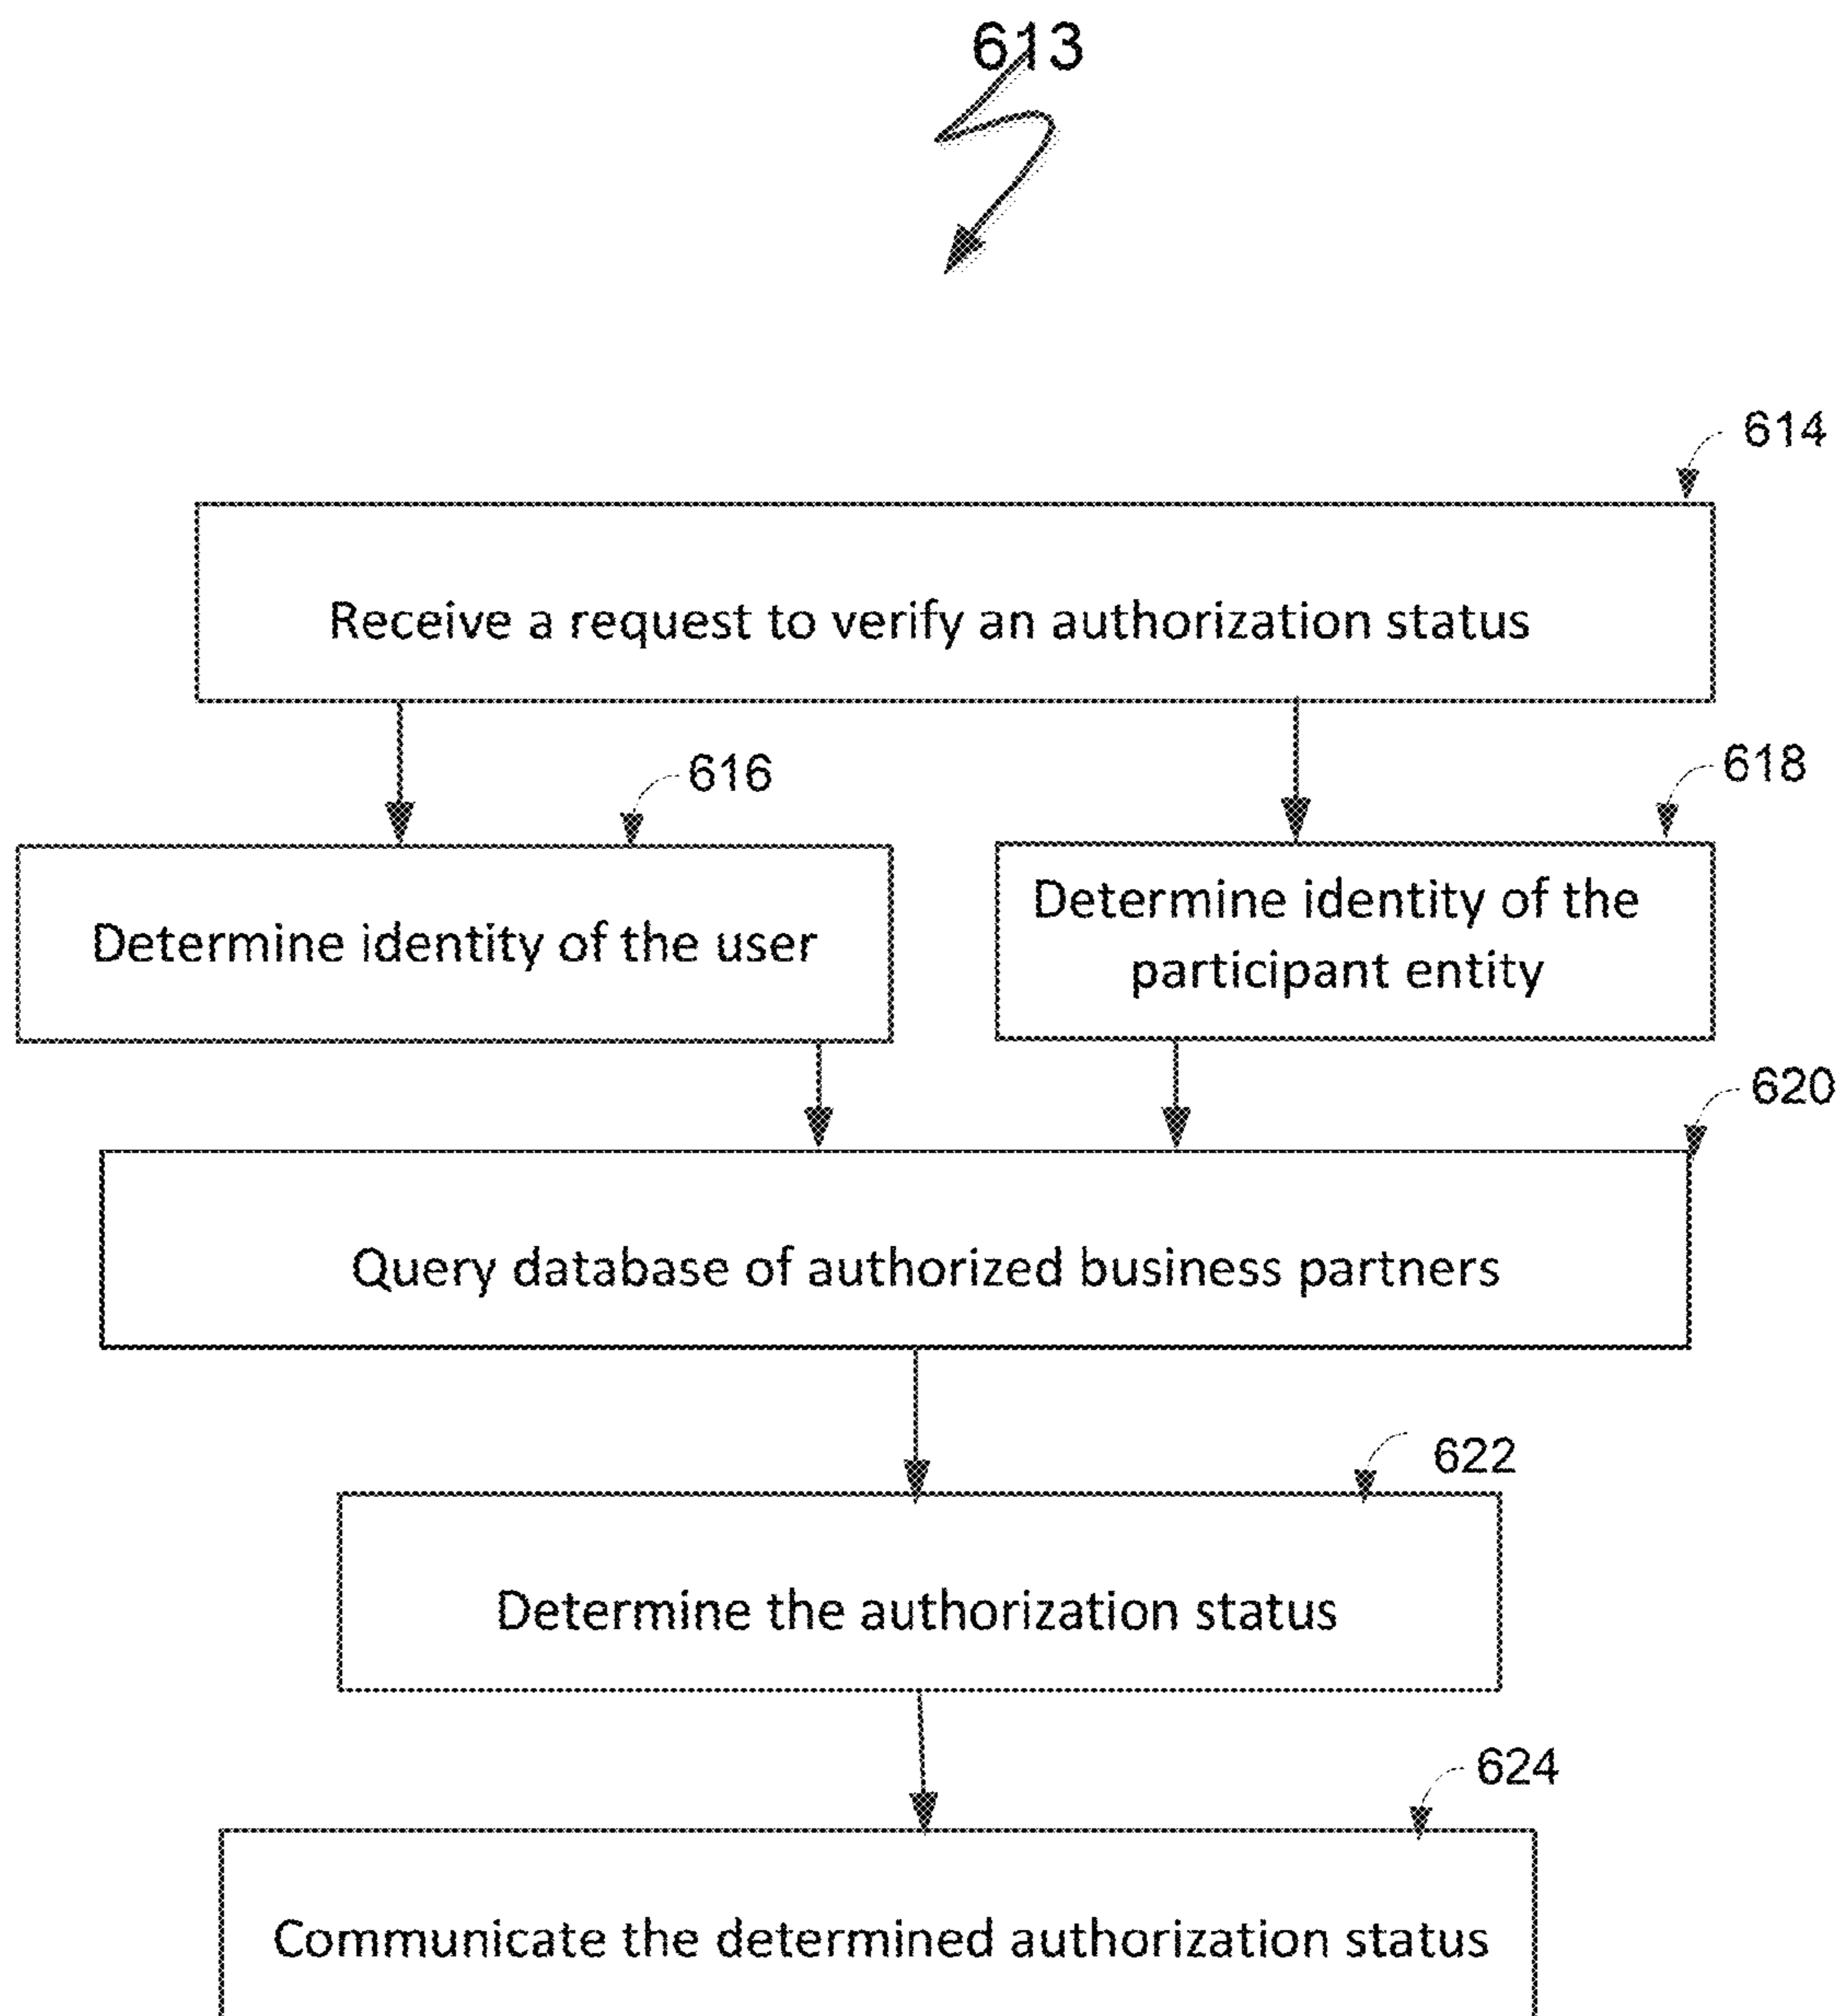 613
614
Receive a request to verify an authorization status
616
618
Determine identity of the user
Determine identity of the
participant entity
620
Query database of authorized business partners
622
Determine the authorization status
624
Communicate the determined authorization status